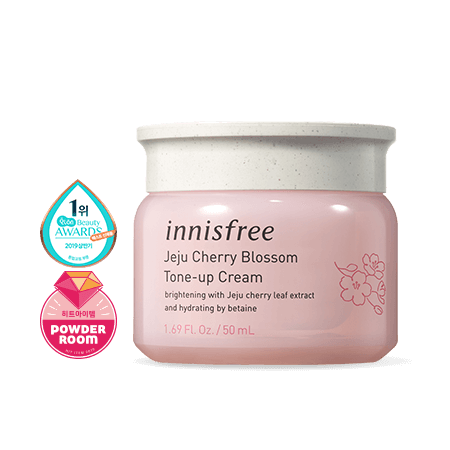 1위
Beauty
AWARDS
2019 상반기
히트아이템
POWDER
ROOM
innisfree
Jeju Cherry Blossom
Tone-up Cream
brightening with Jeju cherry leaf extract
and hydrating by betaine
1.69 Fl. Oz. / 50 mL